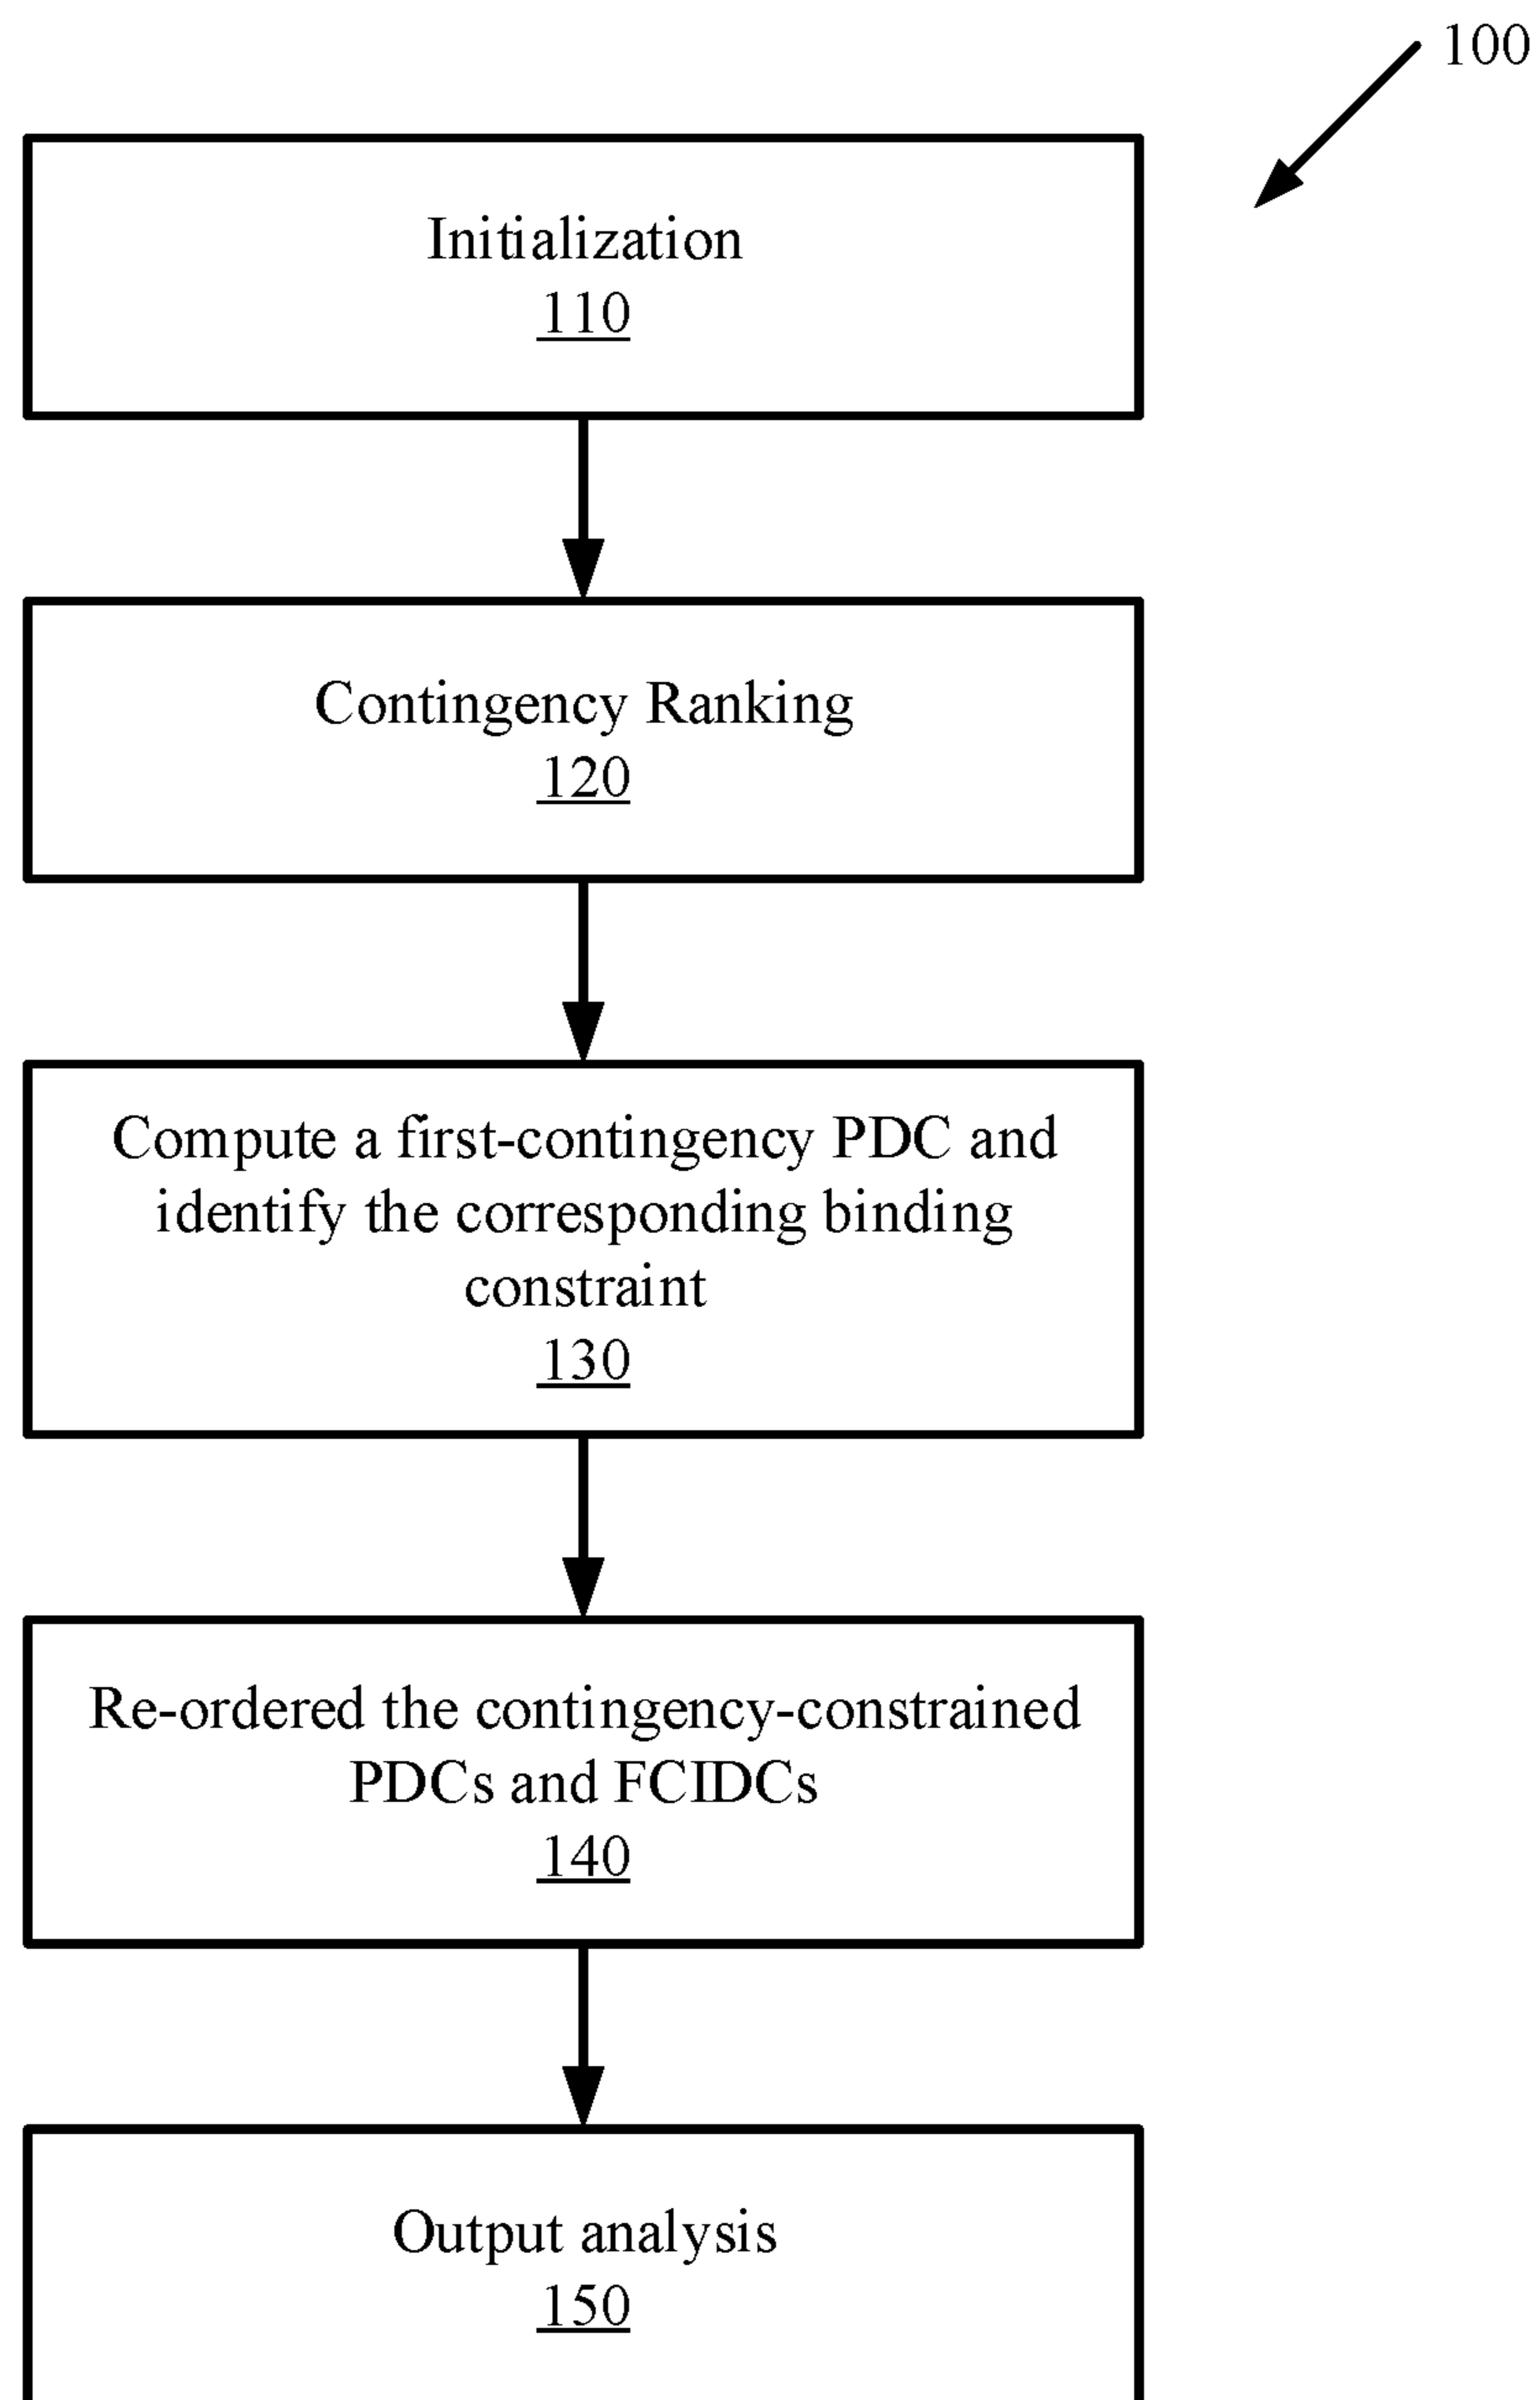 100
Initialization
110
Contingency Ranking
120
Compute a first-contingency PDC and
identify the corresponding binding
constraint
130
Re-ordered the contingency-constrained
PDCs and FCIDCs
140
Output analysis
150